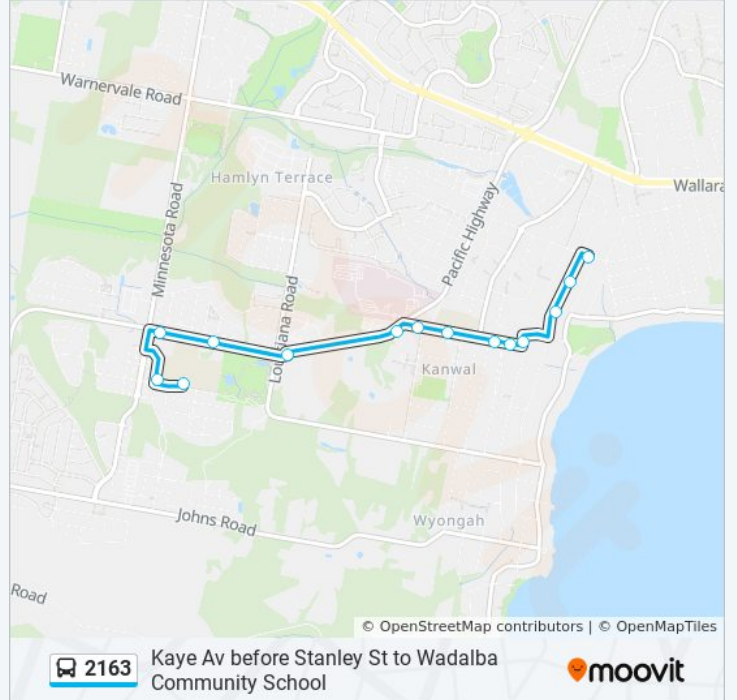 Warnervale Road
Hamlyn Terrace
Wallara
Minnesota Road
Pacific Highway
Louisiana Road
Kanwal
Johns Road
Wyongah
Road
© OpenStreetMap contributors | © OpenMapTiles
2163
Kaye Av before Stanley St to Wadalba
Community School
moovit